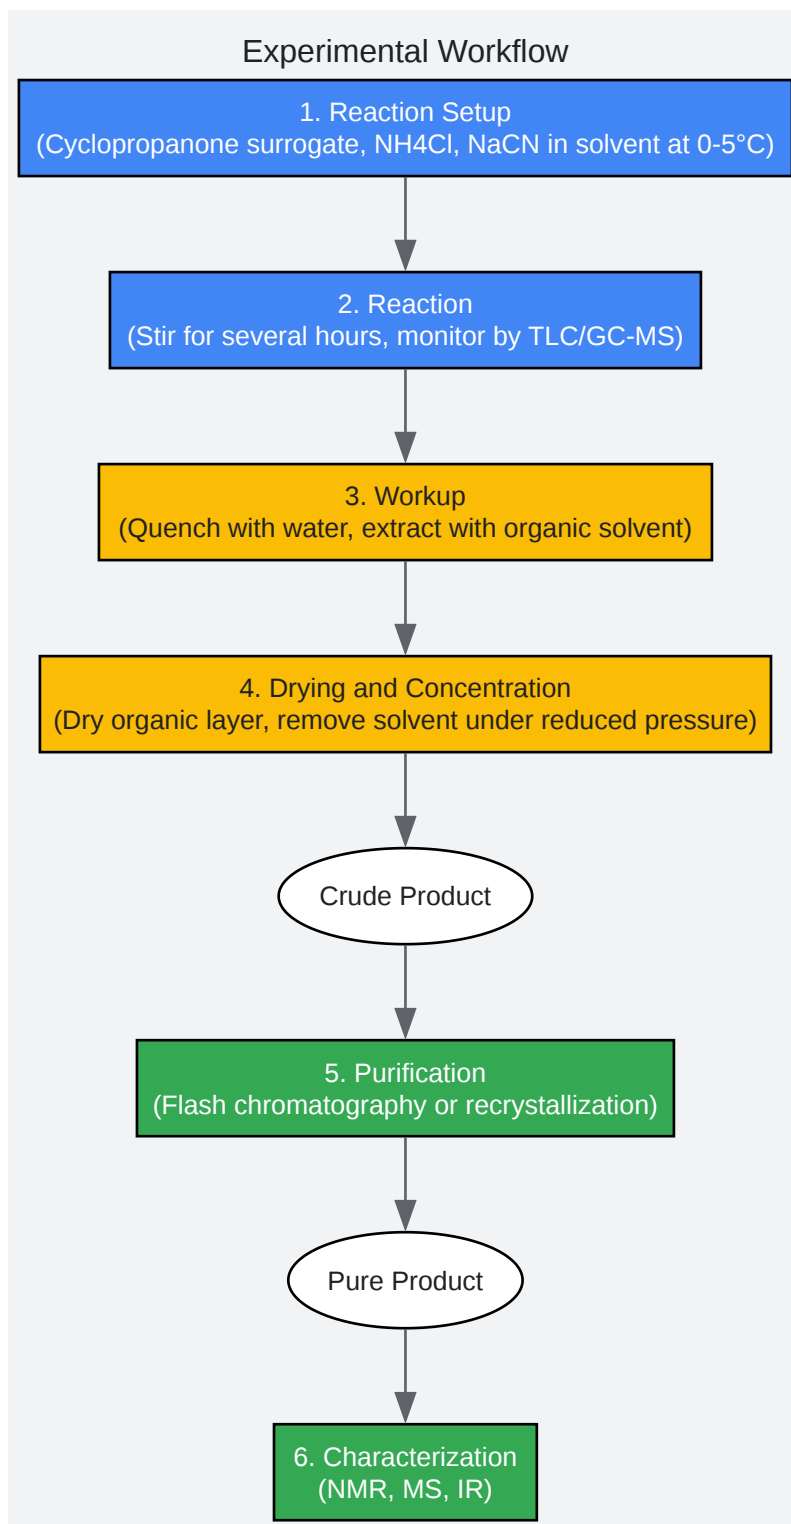 Experimental Workflow
1. Reaction Setup
(Cyclopropanone surrogate, NH4Cl, NaCN in solvent at 0-5°C)
2. Reaction
(Stir for several hours, monitor by TLC/GC-MS)
3. Workup
(Quench with water, extract with organic solvent)
4. Drying and Concentration
(Dry organic layer, remove solvent under reduced pressure)
Crude Product
5. Purification
(Flash chromatography or recrystallization)
Pure Product
6. Characterization
(NMR, MS, IR)